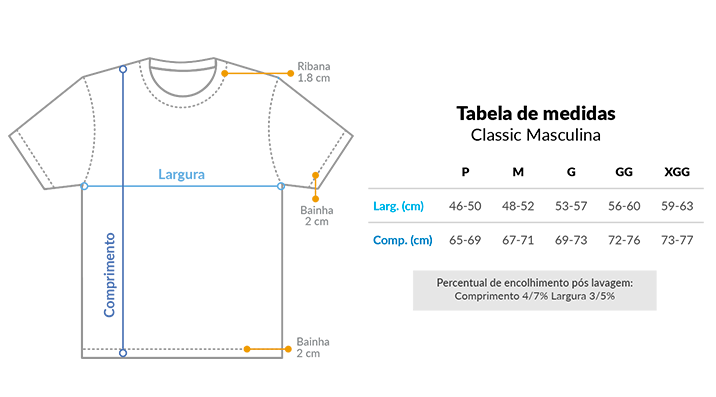 Ribana
1.8 cm
Largura
Bainha
2 cm
Comprimento
Bainha
2 cm
Tabela de medidas
Classic Masculina
P M G GG XGG
Larg. (cm) 46-50 48-52 53-57 56-60 59-63
Comp. (cm) 65-69 67-71 69-73 72-76 73-77
Percentual de encolhimento pós lavagem:
Comprimento 4/7% Largura 3/5%